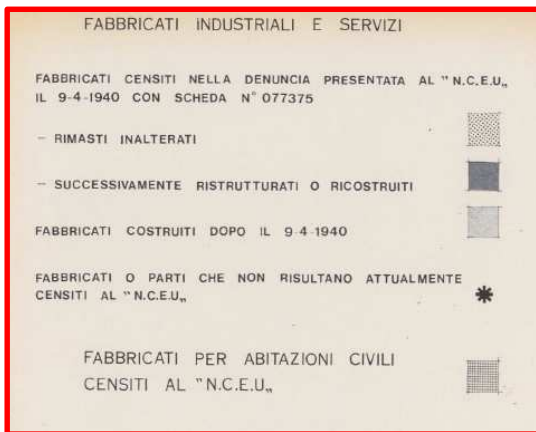 FABBRICATI INDUSTRIALI E SERVIZI
FABBRICATI CENSITI NELLA DENUNCIA PRESENTATA AL "N.C.E.U„
IL 9-4-1940 CON SCHEDA N° 077375
- RIMASTI INALTERATI
- SUCCESSIVAMENTE RISTRUTTURATI O RICOSTRUITI
FABBRICATI COSTRUITI DOPO IL 9-4-1940
FABBRICATI O PARTI CHE NON RISULTANO ATTUALMENTE
CENSITI AL "N.C.E.U„
FABBRICATI PER ABITAZIONI CIVILI
CENSITI AL "N.C.E.U„